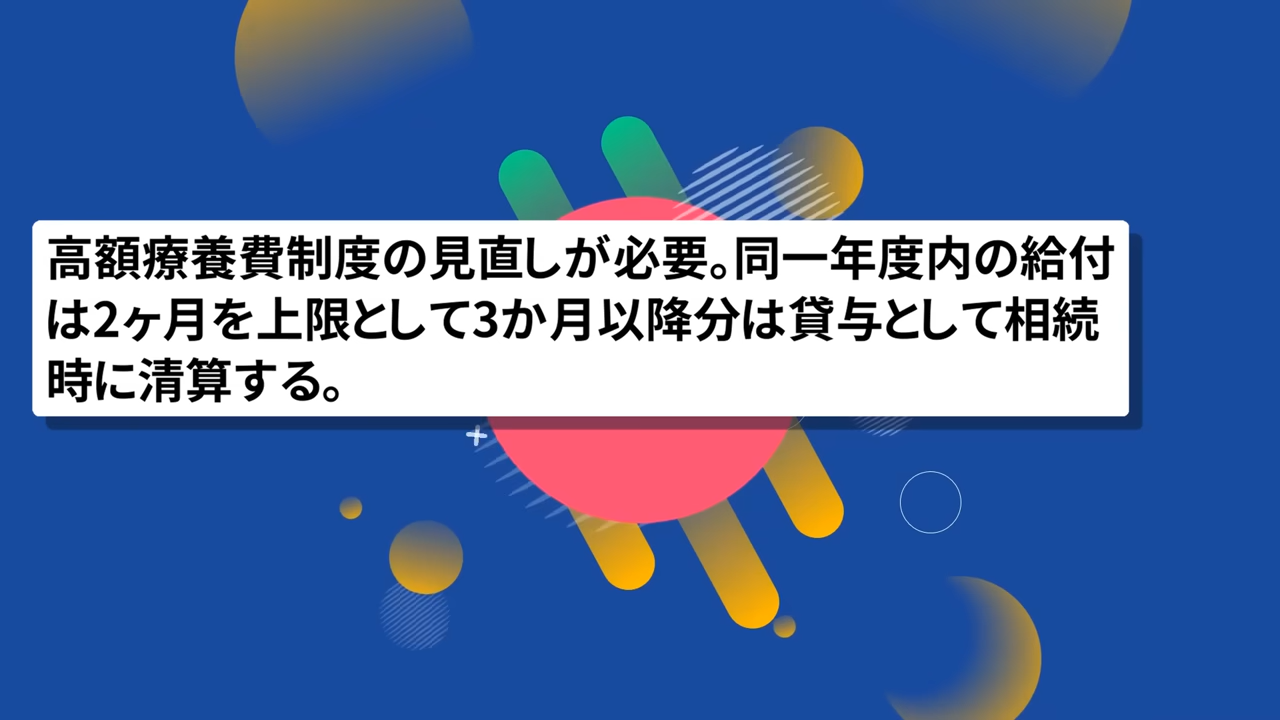 高額療養費制度の見直しが必要。同一年度内の給付
は2ヶ月を上限として3か月以降分は貸与として相続
時に清算する。